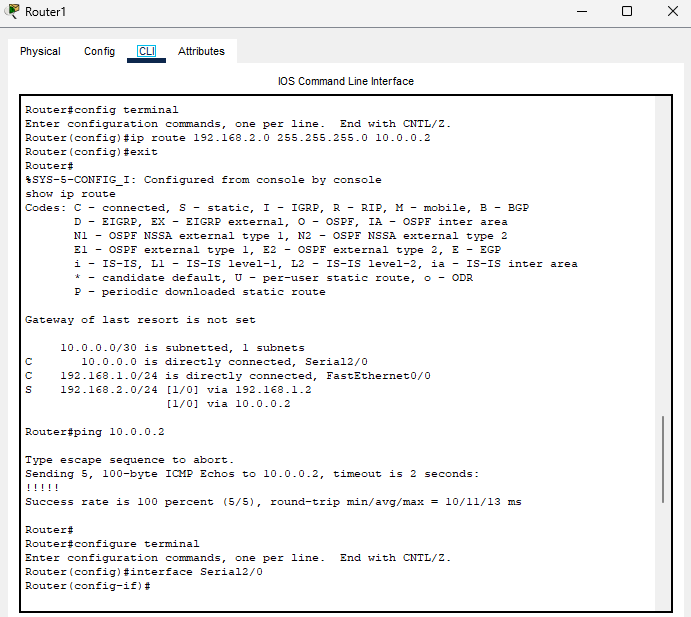 Router1
Physical Config CLI Attributes
IOS Command Line Interface
Router#config terminal
Enter configuration commands, one per line.  End with CNTL/Z.
Router(config)#ip route 192.168.2.0 255.255.255.0 10.0.0.2
Router(config)#exit
Router#
%SYS-5-CONFIG_I: Configured from console by console
show ip route
Codes: C - connected, S - static, I - IGRP, R - RIP, M - mobile, B - BGP
       D - EIGRP, EX - EIGRP external, O - OSPF, IA - OSPF inter area
       N1 - OSPF NSSA external type 1, N2 - OSPF NSSA external type 2
       E1 - OSPF external type 1, E2 - OSPF external type 2, E - EGP
       i - IS-IS, L1 - IS-IS level-1, L2 - IS-IS level-2, ia - IS-IS inter area
       * - candidate default, U - per-user static route, o - ODR
       P - periodic downloaded static route
Gateway of last resort is not set
     10.0.0.0/30 is subnetted, 1 subnets
C       10.0.0.0 is directly connected, Serial2/0
C    192.168.1.0/24 is directly connected, FastEthernet0/0
S    192.168.2.0/24 [1/0] via 192.168.1.2
                    [1/0] via 10.0.0.2
Router#ping 10.0.0.2
Type escape sequence to abort.
Sending 5, 100-byte ICMP Echos to 10.0.0.2, timeout is 2 seconds:
!!!!!
Success rate is 100 percent (5/5), round-trip min/avg/max = 10/11/13 ms
Router#
Router#configure terminal
Enter configuration commands, one per line.  End with CNTL/Z.
Router(config)#interface Serial2/0
Router(config-if)#